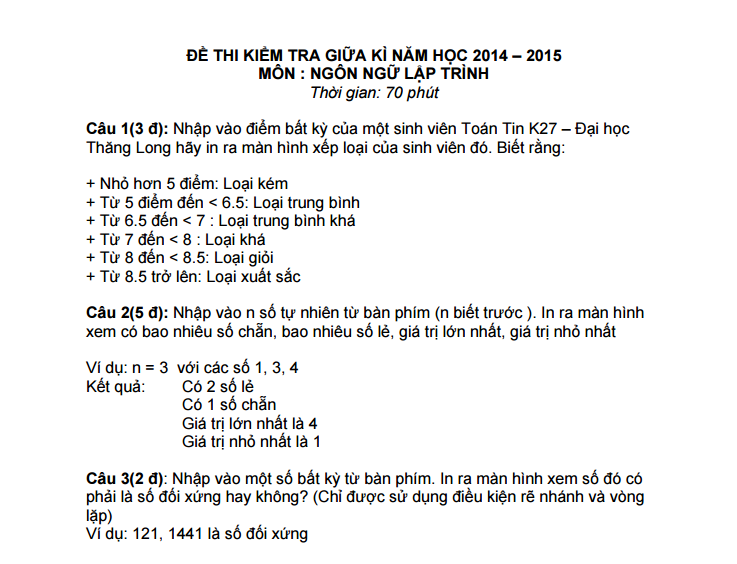 ĐỀ THI KIỂM TRA GIỮA KÌ NĂM HỌC 2014 – 2015
MÔN : NGÔN NGỮ LẬP TRÌNH
Thời gian: 70 phút
Câu 1(3 đ): Nhập vào điểm bất kỳ của một sinh viên Toán Tin K27 – Đại học
Thăng Long hãy in ra màn hình xếp loại của sinh viên đó. Biết rằng:
+ Nhỏ hơn 5 điểm: Loại kém
+ Từ 5 điểm đến < 6.5: Loại trung bình
+ Từ 6.5 đến < 7 : Loại trung bình khá
+ Từ 7 đến < 8 : Loại khá
+ Từ 8 đến < 8.5: Loại giỏi
+ Từ 8.5 trở lên: Loại xuất sắc
Câu 2(5 đ): Nhập vào n số tự nhiên từ bàn phím (n biết trước ). In ra màn hình
xem có bao nhiêu số chẵn, bao nhiêu số lẻ, giá trị lớn nhất, giá trị nhỏ nhất
Ví dụ: n = 3 với các số 1, 3, 4
Kết quả: Có 2 số lẻ
Có 1 số chẵn
Giá trị lớn nhất là 4
Giá trị nhỏ nhất là 1
Câu 3(2 đ): Nhập vào một số bất kỳ từ bàn phím. In ra màn hình xem số đó có
phải là số đối xứng hay không? (Chỉ được sử dụng điều kiện rẽ nhánh và vòng
lặp)
Ví dụ: 121, 1441 là số đối xứng